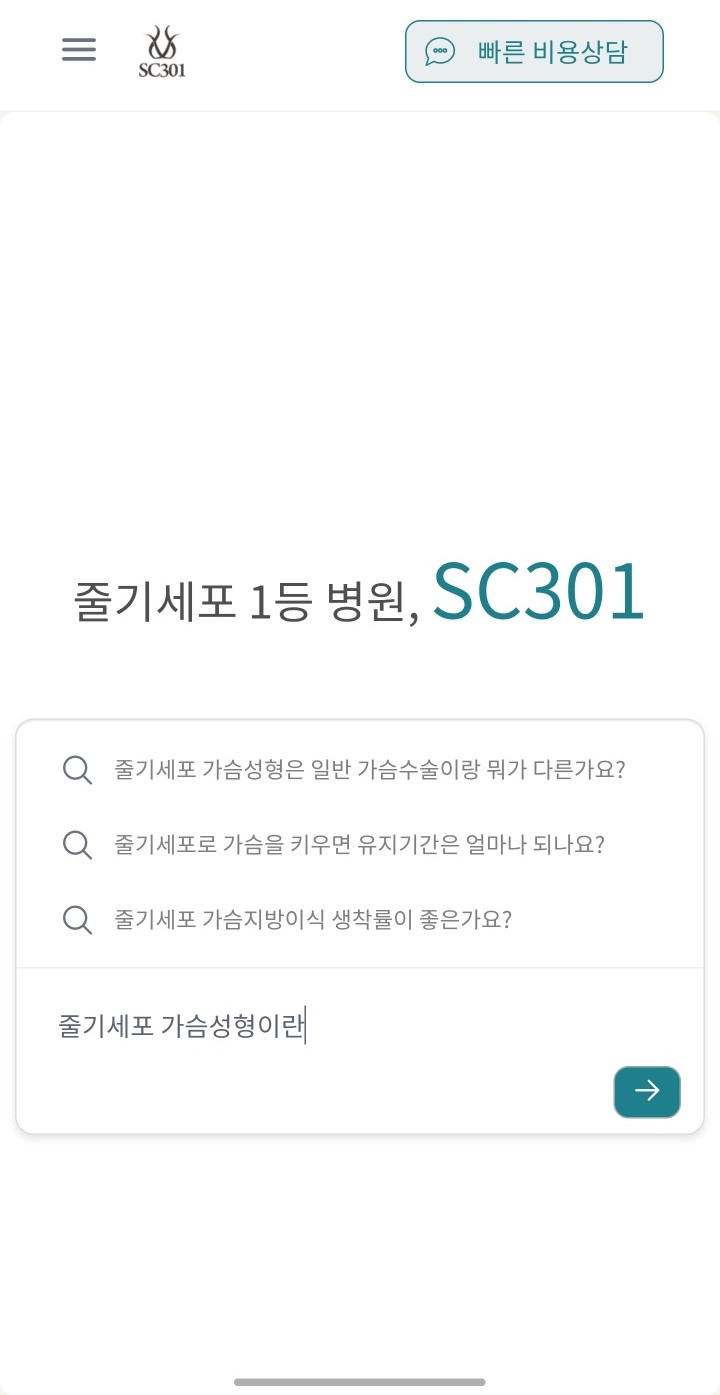 SC301
빠른 비용상담
줄기세포 1등 병원, SC301
줄기세포 가슴성형은 일반 가슴수술이랑 뭐가 다른가요?
줄기세포로 가슴을 키우면 유지기간은 얼마나 되나요?
줄기세포 가슴지방이식 생착률이 좋은가요?
줄기세포 가슴성형이란